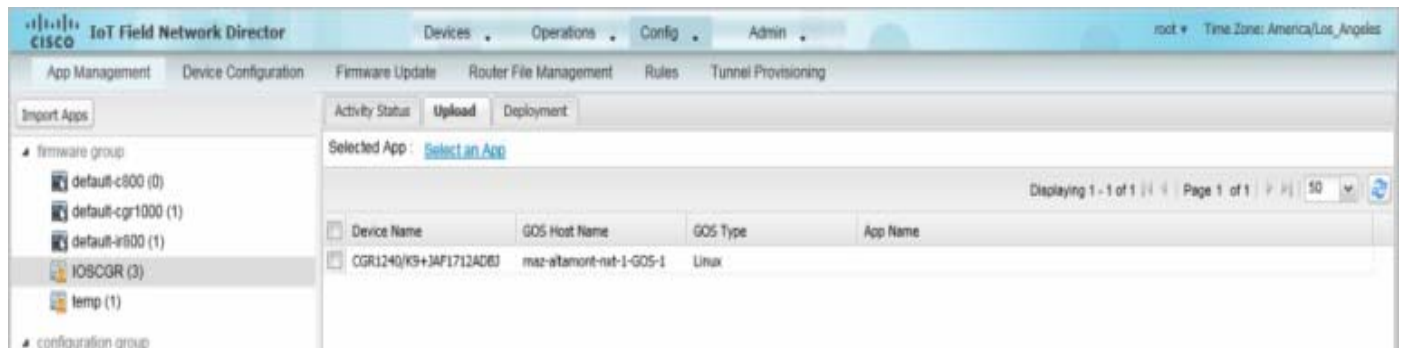 CISCO IoT Field Network Director Devices Operations Config Admin root Time Zone: America/Los_Angeles
App Management Device Configuration Firmware Update Router File Management Rules Tunnel Provisioning
Import Apps
Activity Status Upload Deployment
firmware group
Selected App : Select an App
default-c800 (0)
Displaying 1 - 1 of 1 Page 1 of 1 50
default-cgr1000 (1)
Device Name GOS Host Name GOS Type App Name
default-ir800 (1)
CGR1240/K9+JAF1712ADBJ maz-altamont-nxt-1-GOS-1 Linux
IOSCGR (3)
temp (1)
configuration group